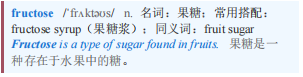 fructose /ˈfrʌktəʊs/ n. 名词：果糖；常用搭配：
fructose syrup（果糖浆）；同义词：fruit sugar
Fructose is a type of sugar found in fruits. 果糖是一
种存在于水果中的糖。